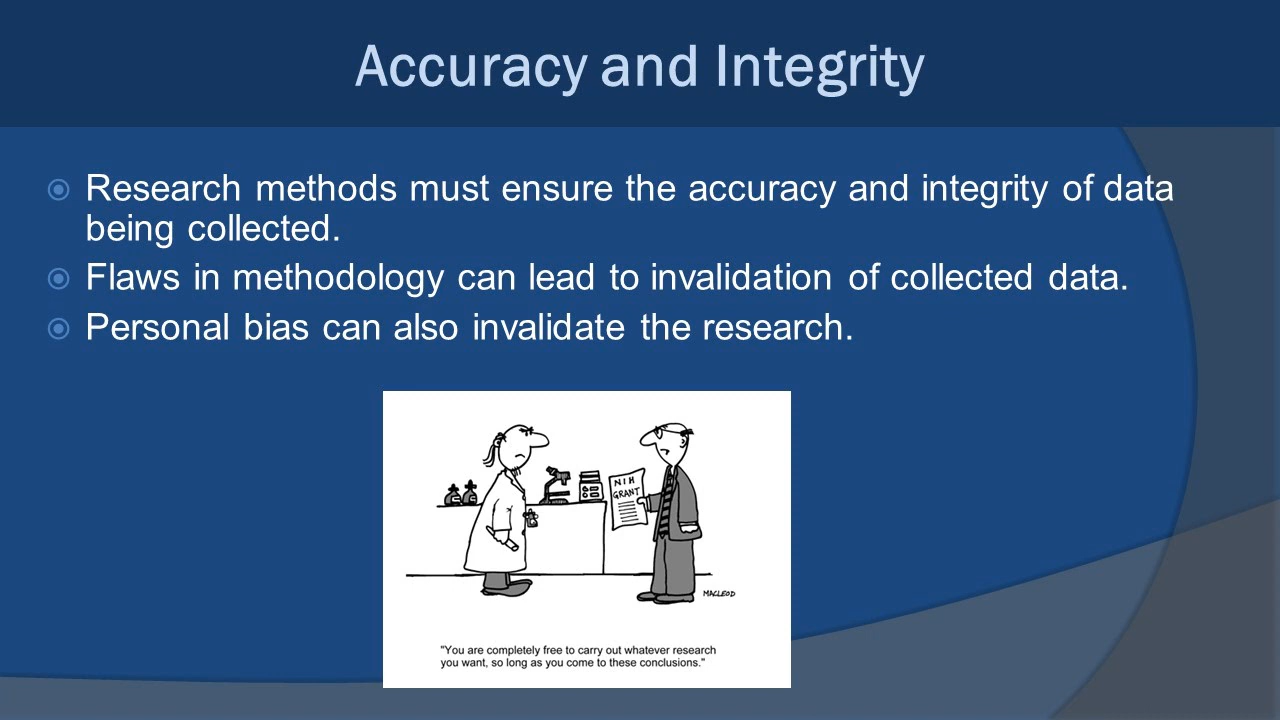 Accuracy and Integrity
Research methods must ensure the accuracy and integrity of data
being collected.
Flaws in methodology can lead to invalidation of collected data.
Personal bias can also invalidate the research.
NIH
GRANT
MACLEOD
"You are completely free to carry out whatever research
you want, so long as you come to these conclusions."